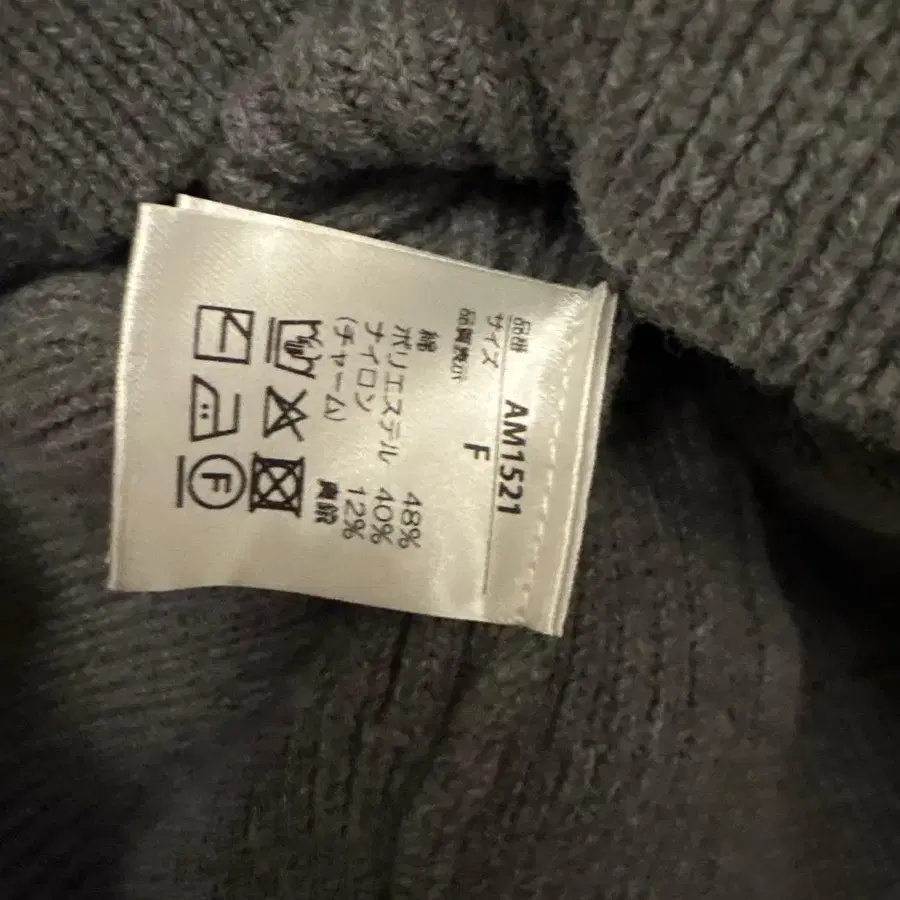 品番 AM1521
サイズ F
品質表示
綿 48%
ポリエステル 40%
ナイロン 12%
(チャーム) 真鍮
F